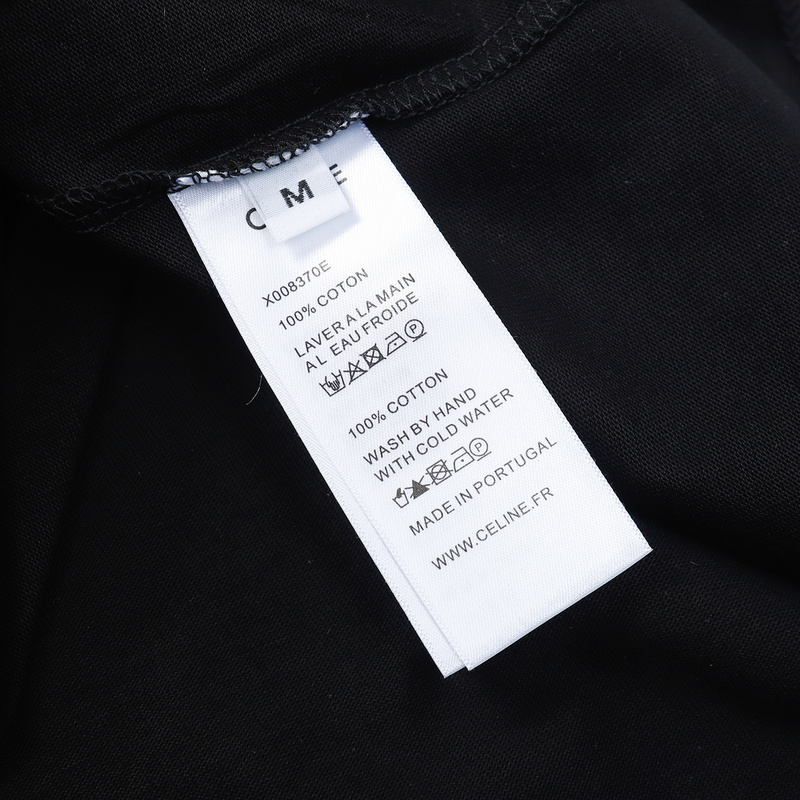 M
X008370E
100% COTON
LAVER A LA MAIN
A L EAU FROIDE
P
100% COTTON
WASH BY HAND
WITH COLD WATER
P
MADE IN PORTUGAL
WWW.CELINE.FR